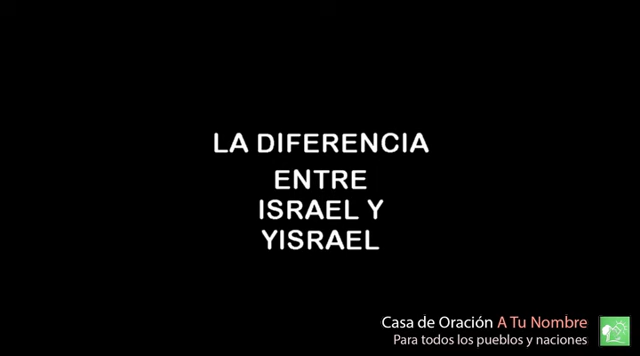 LA DIFERENCIA
ENTRE
ISRAEL Y
YISRAEL
Casa de Oración A Tu Nombre
Para todos los pueblos y naciones